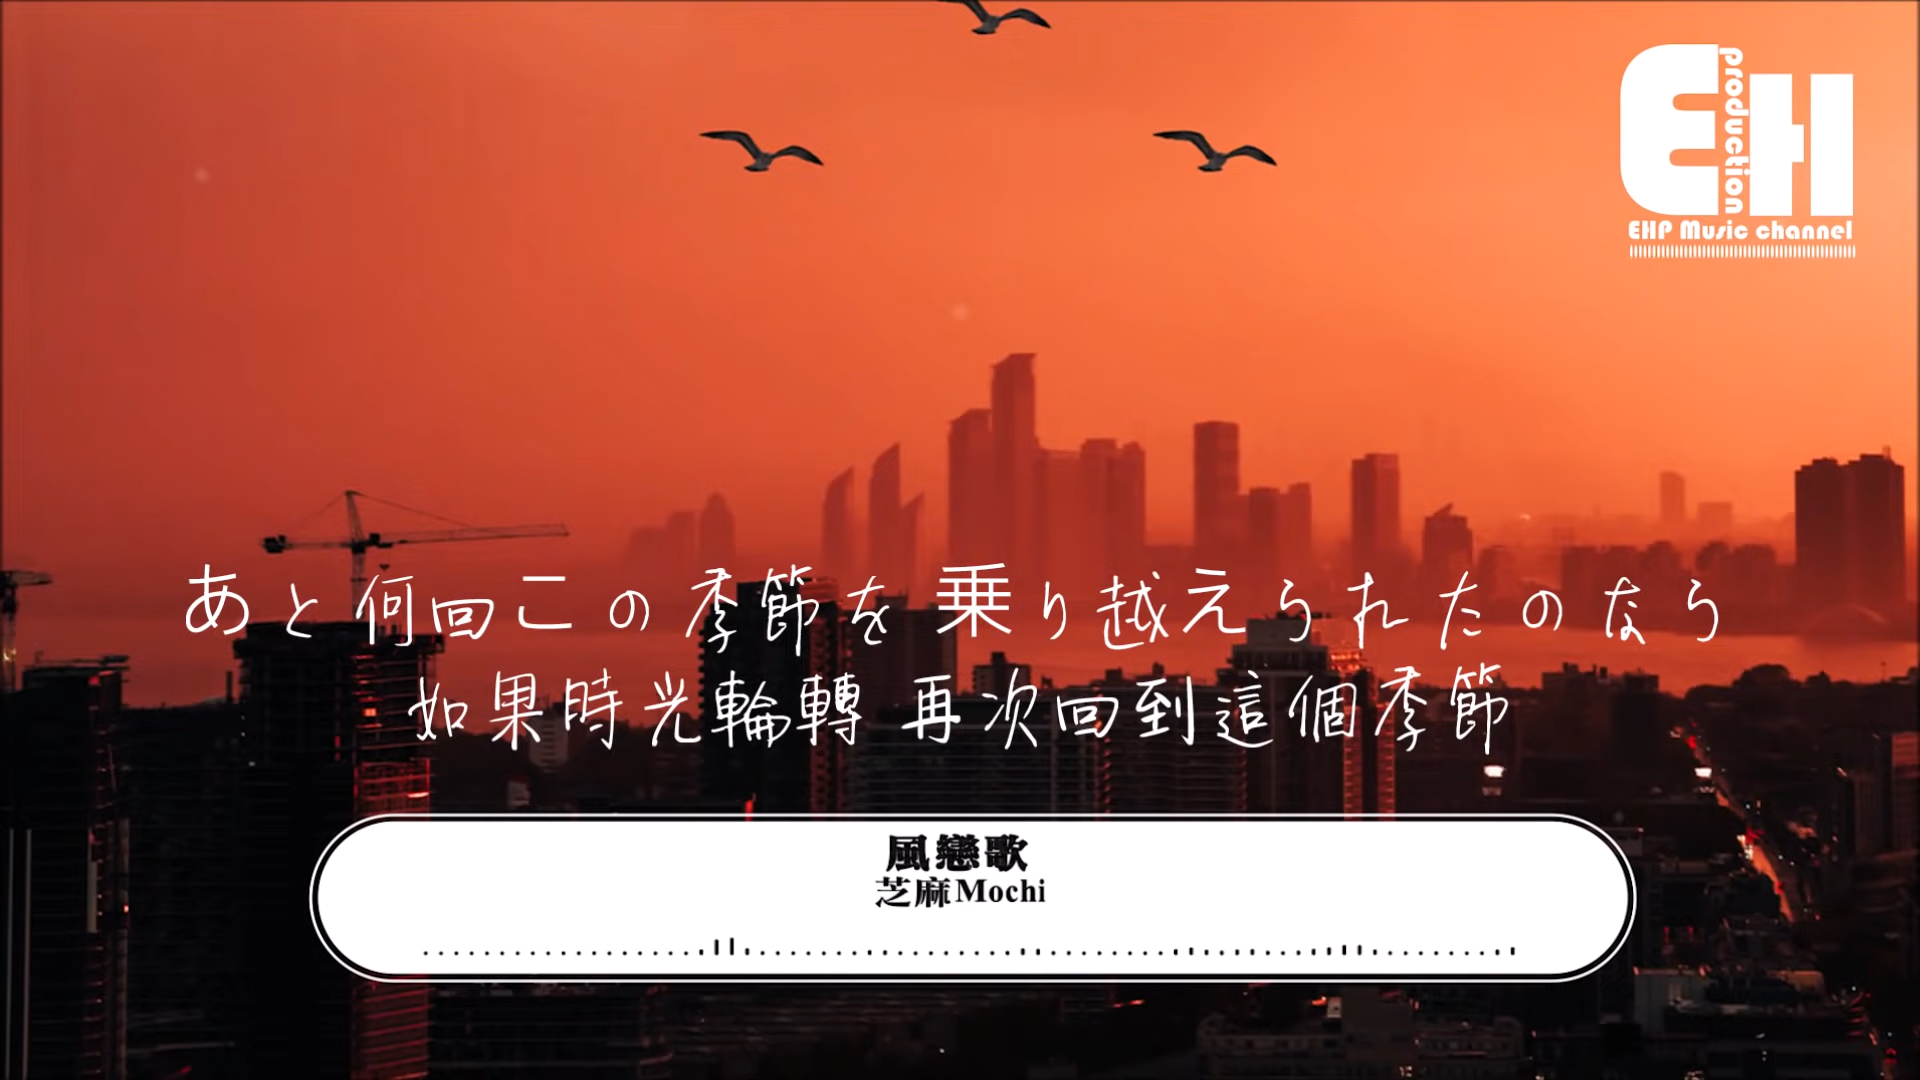 EH
production
EHP Music channel
あと何回この季節を乗り越えられたのなら
如果時光輪轉 再次回到這個季節
風戀歌
芝麻Mochi